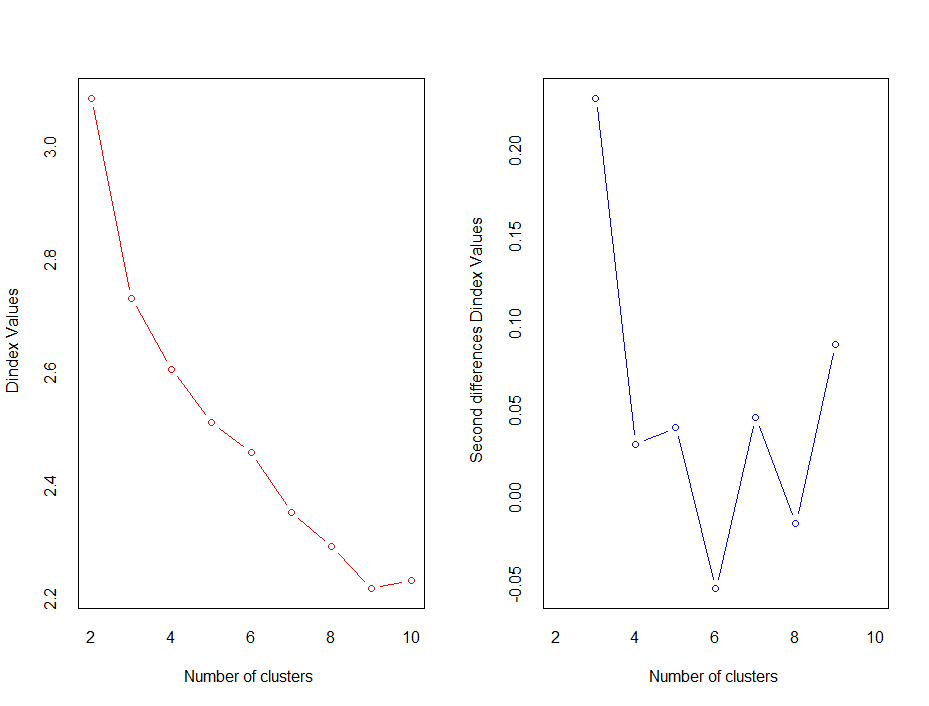 Dindex Values
3.0
2.8
2.6
2.4
2.2
2 4 6 8 10
Number of clusters
Second differences Dindex Values
0.20
0.15
0.10
0.05
0.00
-0.05
2 4 6 8 10
Number of clusters